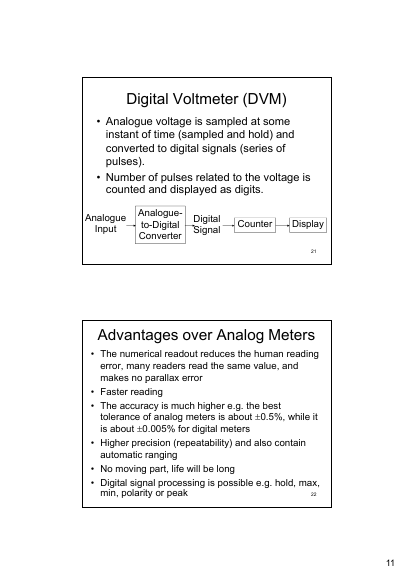 Digital Voltmeter (DVM)
• Analogue voltage is sampled at some
instant of time (sampled and hold) and
converted to digital signals (series of
pulses).
• Number of pulses related to the voltage is
counted and displayed as digits.
Analogue
Input
Analogue-
to-Digital
Converter
Digital
Signal
Counter
Display
21
Advantages over Analog Meters
• The numerical readout reduces the human reading
error, many readers read the same value, and
makes no parallax error
• Faster reading
• The accuracy is much higher e.g. the best
tolerance of analog meters is about ±0.5%, while it
is about ±0.005% for digital meters
• Higher precision (repeatability) and also contain
automatic ranging
• No moving part, life will be long
• Digital signal processing is possible e.g. hold, max,
min, polarity or peak
22
11